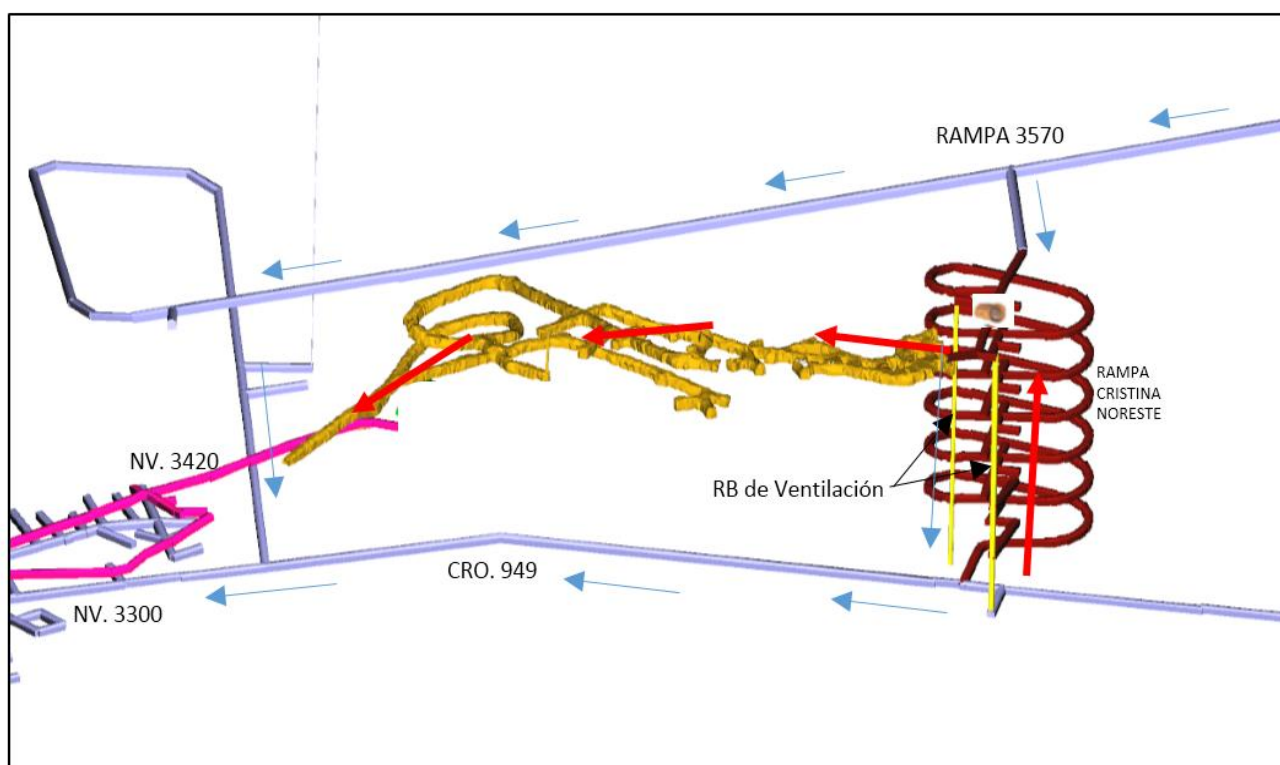 RAMPA 3570
RAMPA
CRISTINA
NORESTE
NV. 3420
RB de Ventilación
CRO. 949
NV. 3300